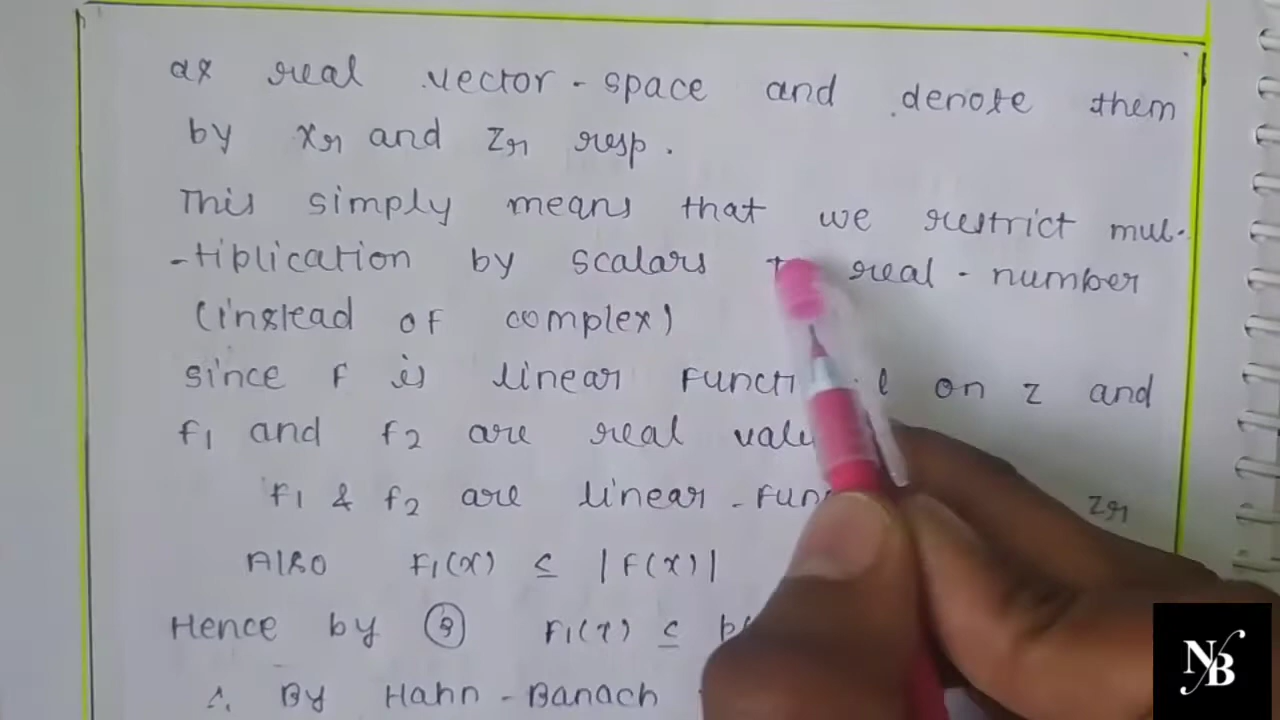 as real vector - space and denote them
by Xr and Zr resp.
This simply means that we restrict mul-
-tiplication by scalars real - number
(instead of complex)
since f is linear on Z and
f1 and f2 are real
f1 & f2 are linear - Zr
Also f1(x) ≤ |f(x)|
Hence by f1(x) ≤
∴ By Hahn - Banach
NB